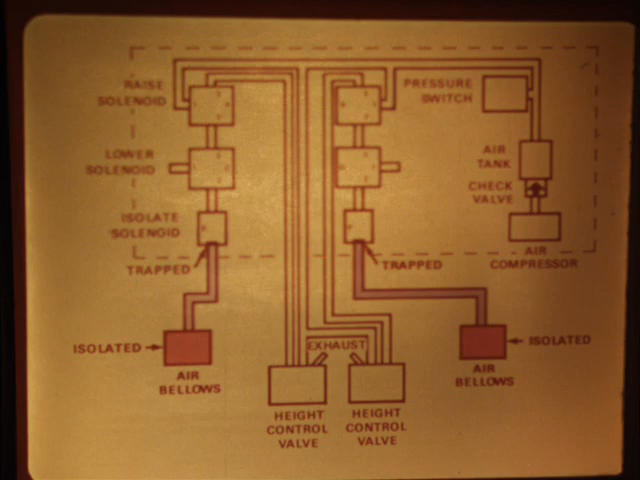 RAISE
SOLENOID
PRESSURE
SWITCH
LOWER
SOLENOID
AIR
TANK
CHECK
VALVE
ISOLATE
SOLENOID
AIR
COMPRESSOR
TRAPPED
TRAPPED
ISOLATED
ISOLATED
EXHAUST
AIR
BELLOWS
AIR
BELLOWS
HEIGHT
CONTROL
VALVE
HEIGHT
CONTROL
VALVE